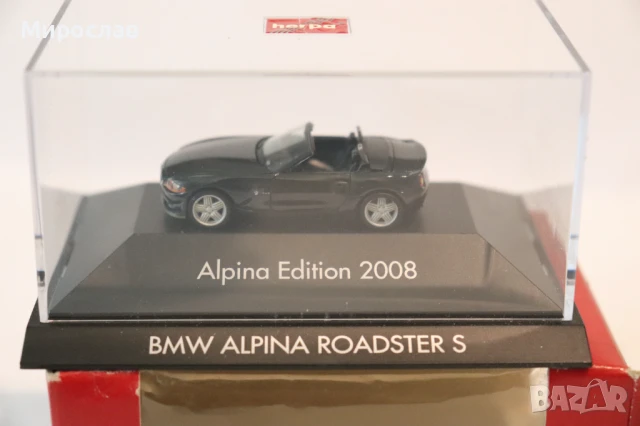 Мирослав
herpa
Alpina Edition 2008
BMW ALPINA ROADSTER S
BAZAR